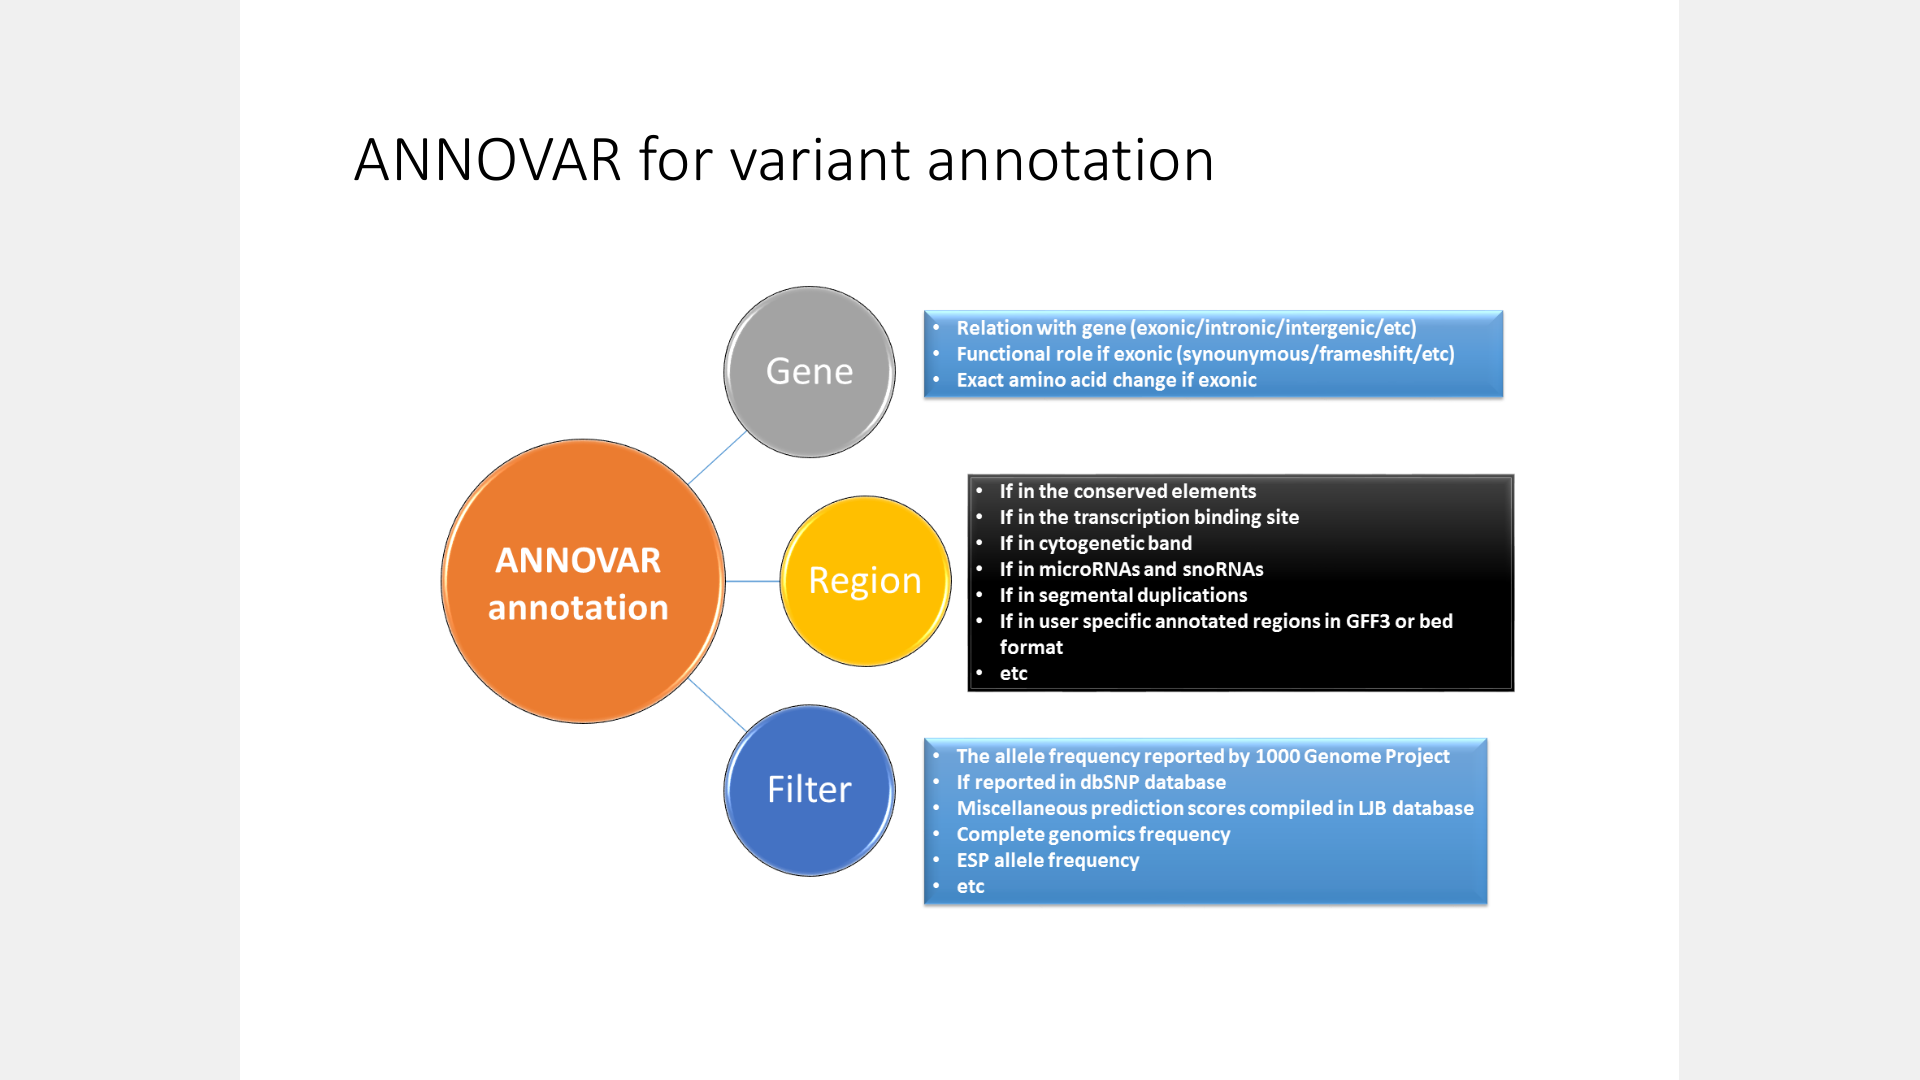 ANNOVAR for variant annotation
ANNOVAR
annotation
Gene
• Relation with gene (exonic/intronic/intergenic/etc)
• Functional role if exonic (synounymous/frameshift/etc)
• Exact amino acid change if exonic
Region
• If in the conserved elements
• If in the transcription binding site
• If in cytogenetic band
• If in microRNAs and snoRNAs
• If in segmental duplications
• If in user specific annotated regions in GFF3 or bed
format
• etc
Filter
• The allele frequency reported by 1000 Genome Project
• If reported in dbSNP database
• Miscellaneous prediction scores compiled in LJB database
• Complete genomics frequency
• ESP allele frequency
• etc